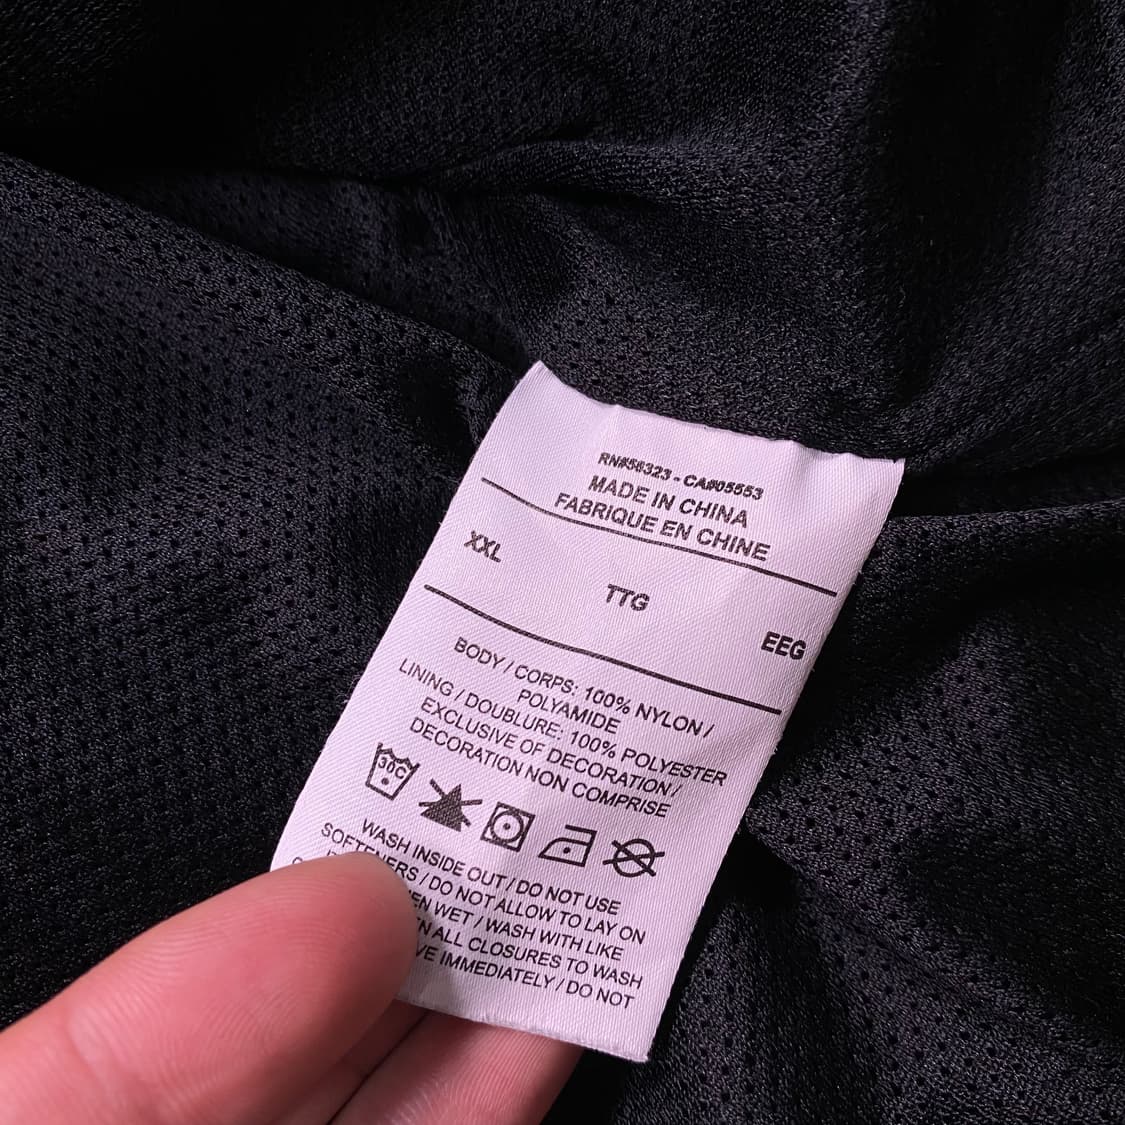 RN#56323 - CA#05553
MADE IN CHINA
FABRIQUE EN CHINE
XXL TTG EEG
BODY / CORPS: 100% NYLON /
POLYAMIDE
LINING / DOUBLURE: 100% POLYESTER
EXCLUSIVE OF DECORATION /
DECORATION NON COMPRISE
30C
WASH INSIDE OUT / DO NOT USE
SOFTENERS / DO NOT ALLOW TO LAY ON
WET / WASH WITH LIKE
ALL CLOSURES TO WASH
IMMEDIATELY / DO NOT